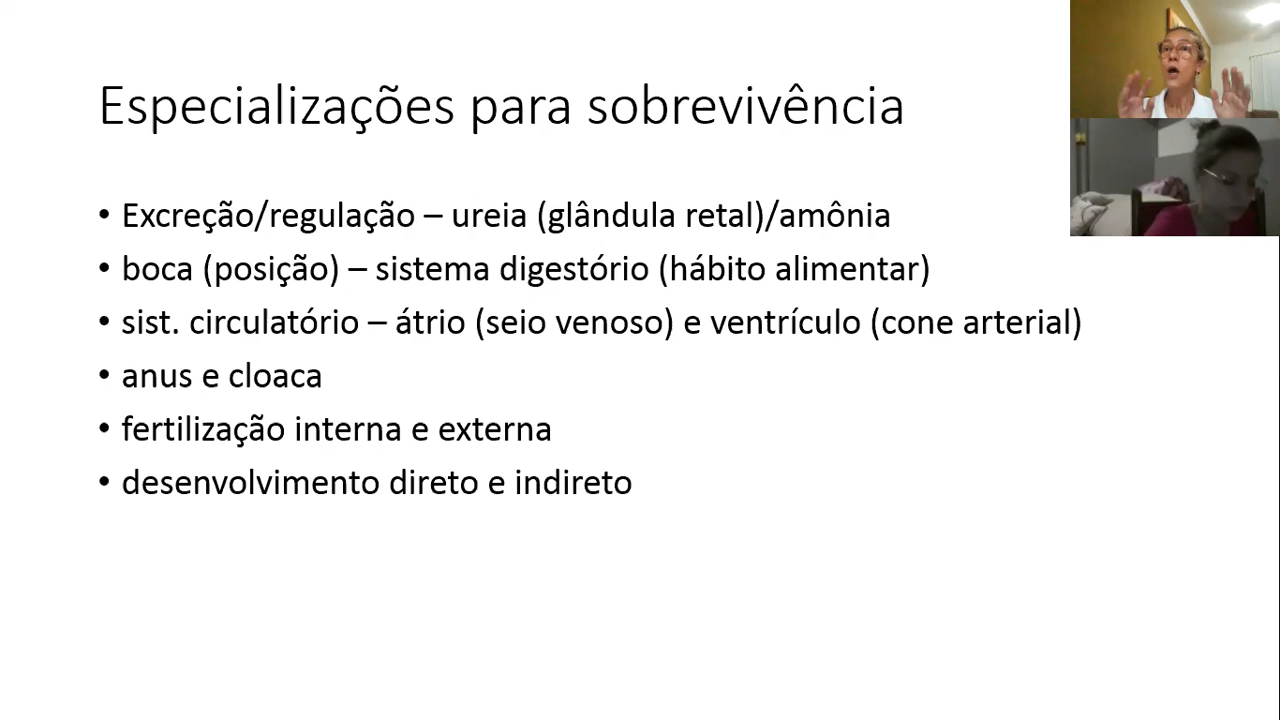 Especializações para sobrevivência
• Excreção/regulação – ureia (glândula retal)/amônia
• boca (posição) – sistema digestório (hábito alimentar)
• sist. circulatório – átrio (seio venoso) e ventrículo (cone arterial)
• anus e cloaca
• fertilização interna e externa
• desenvolvimento direto e indireto